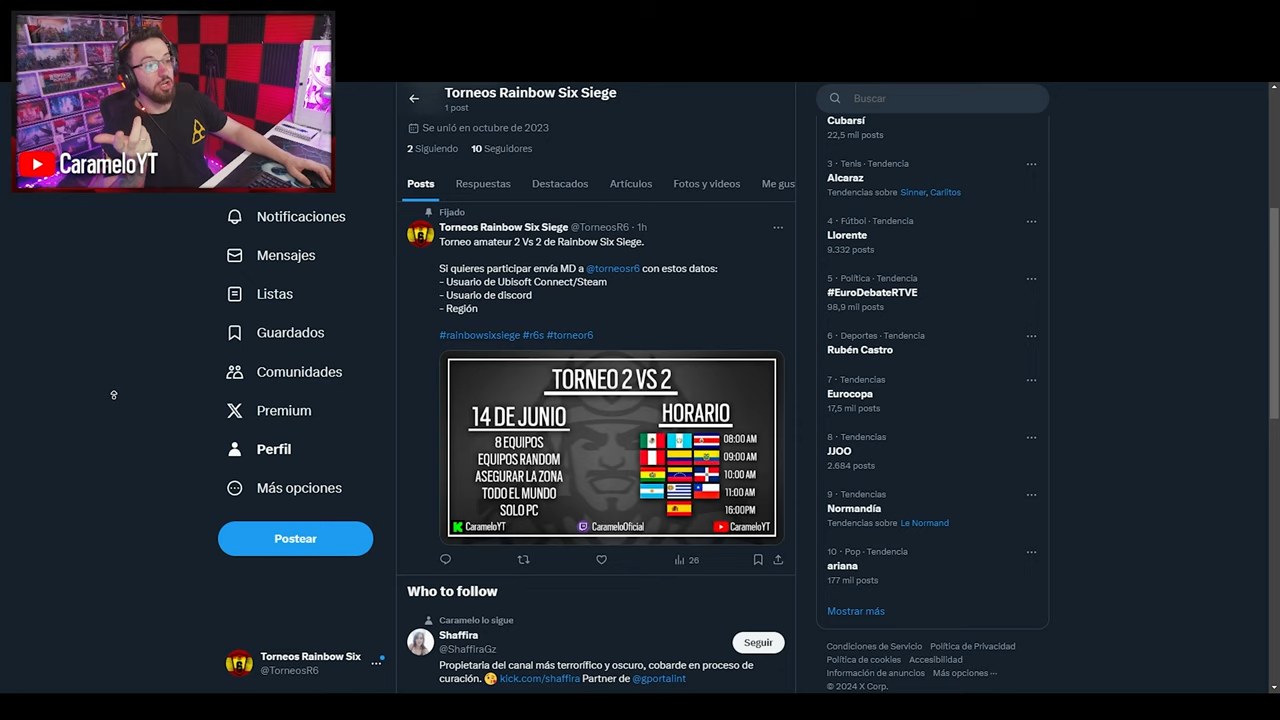 CarameloYT
Notificaciones
Mensajes
Listas
Guardados
Comunidades
Premium
Perfil
Más opciones
Postear
Torneos Rainbow Six
@TorneosR6
Torneos Rainbow Six Siege
1 post
Se unló en octubre de 2023
2 Siguiendo 10 Seguidores
Posts Respuestas Destacados Artículos Fotos y videos Me gus
Fijado
Torneos Rainbow Six Siege @TorneosR6 · 1h
Torneo amateur 2 Vs 2 de Rainbow Six Siege.
Si quieres participar envía MD a @torneosr6 con estos datos:
- Usuario de Ubisoft Connect/Steam
- Usuario de discord
- Región
#rainbowsixsiege #r6s #torneor6
TORNEO 2 VS 2
14 DE JUNIO
8 EQUIPOS
EQUIPOS RANDOM
ASEGURAR LA ZONA
TODO EL MUNDO
SOLO PC
HORARIO
08:00 AM
09:00 AM
10:00 AM
11:00 AM
16:00PM
CarameloYT
CarameloOficial
CarameloYT
26
Who to follow
Caramelo lo sigue
Shaffira
@ShaffiraGz
Seguir
Propietaria del canal más terrorífico y oscuro, cobarde en proceso de
curación. 😘 kick.com/shaffira Partner de @gportalint
Buscar
Cubarsí
22,5 mil posts
3 · Tenis · Tendencia
Alcaraz
Tendencias sobre Sinner, Carlitos
4 · Fútbol · Tendencia
Llorente
9.332 posts
5 · Política · Tendencia
#EuroDebateRTVE
98,9 mil posts
6 · Deportes · Tendencia
Rubén Castro
7 · Tendencias
Eurocopa
17,5 mil posts
8 · Tendencias
JJOO
2.684 posts
9 · Tendencias
Normandía
Tendencias sobre Le Normand
10 · Pop · Tendencia
ariana
177 mil posts
Mostrar más
Condiciones de Servicio Política de Privacidad
Política de cookies Accesibilidad
Información de anuncios Más opciones ···
© 2024 X Corp.